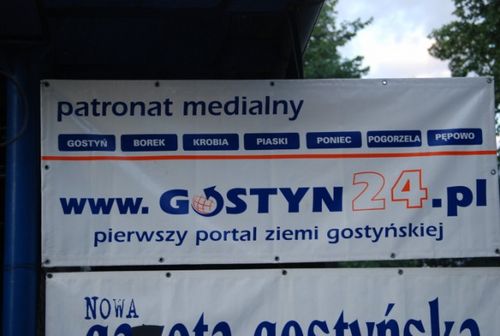 patronat medialny
GOSTYŃ BOREK KROBIA PIASKI PONIEC POGORZELA PĘPOWO
www.GOSTYN24.pl
pierwszy portal ziemi gostyńskiej
NOWA
gazeta gostyńska